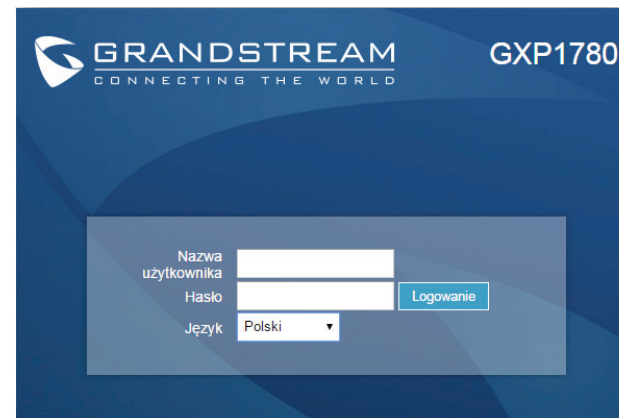 GRANDSTREAM
CONNECTING THE WORLD
GXP1780
Nazwa
użytkownika
Hasło
Logowanie
Język
Polski